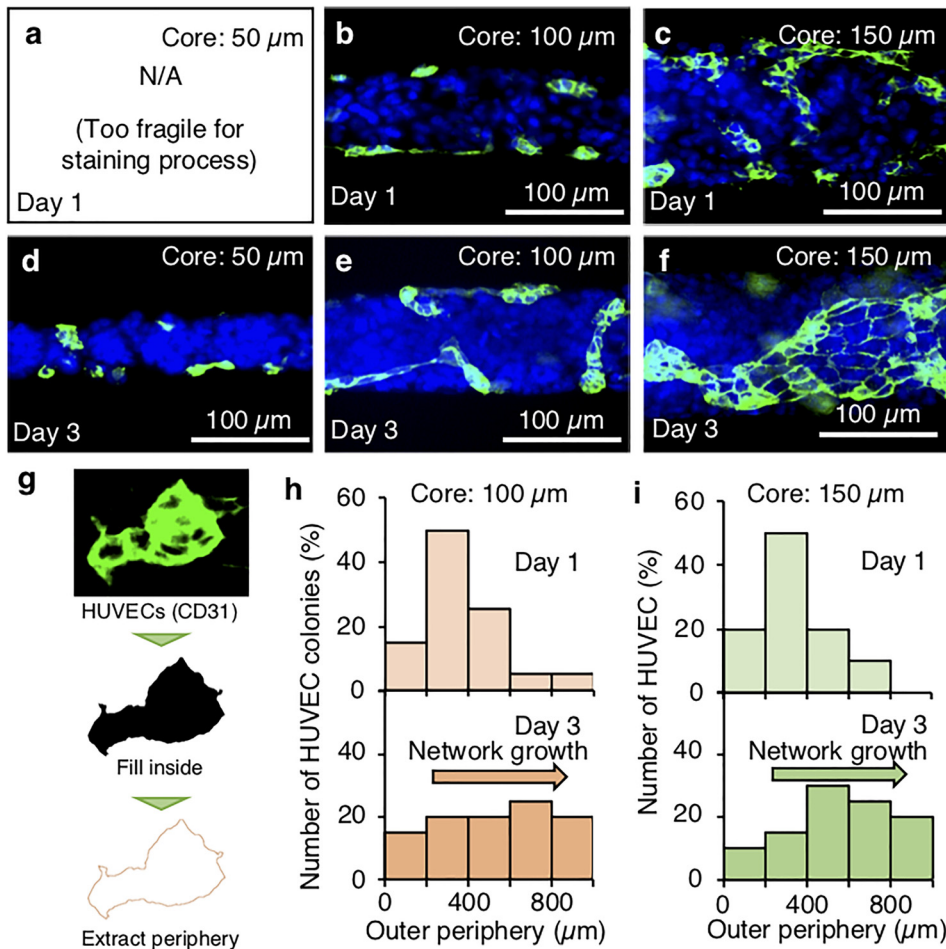 a
Core: 50 µm
N/A
(Too fragile for
staining process)
Day 1
b
Core: 100 µm
Day 1
100 µm
c
Core: 150 µm
Day 1
100 µm
d
Core: 50 µm
Day 3
100 µm
e
Core: 100 µm
Day 3
100 µm
f
Core: 150 µm
Day 3
100 µm
g
HUVECs (CD31)
Fill inside
Extract periphery
h
Core: 100 µm
Number of HUVEC colonies (%)
60
40
20
0
Day 1
Day 3
Network growth
40
20
0
0 400 800
Outer periphery (µm)
i
Core: 150 µm
Number of HUVEC (%)
60
40
20
0
Day 1
Day 3
Network growth
40
20
0
0 400 800
Outer periphery (µm)